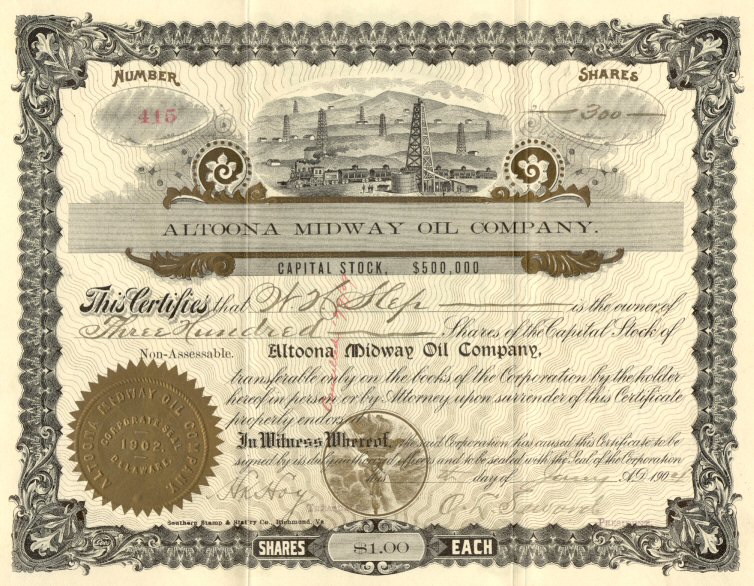 NUMBER
SHARES
415
300
ALTOONA MIDWAY OIL COMPANY.
CAPITAL STOCK, $500,000
This Certifies that W W Slep is the owner of
Three Hundred Shares of the Capital Stock of
Non-Assessable. Altoona Midway Oil Company,
transferable only on the books of the Corporation by the holder
hereof in person or by Attorney upon surrender of this Certificate
properly endorsed
In Witness Whereof, the said Corporation has caused this Certificate to be
signed by its duly authorized officers and to be sealed with the Seal of the Corporation
this day of A.D. 190
ALTOONA MIDWAY OIL COMPANY
CORPORATE SEAL
1902
DELAWARE
Southern Stamp & Stat'ry Co. Richmond, Va
PRESIDENT
SHARES $1.00 EACH